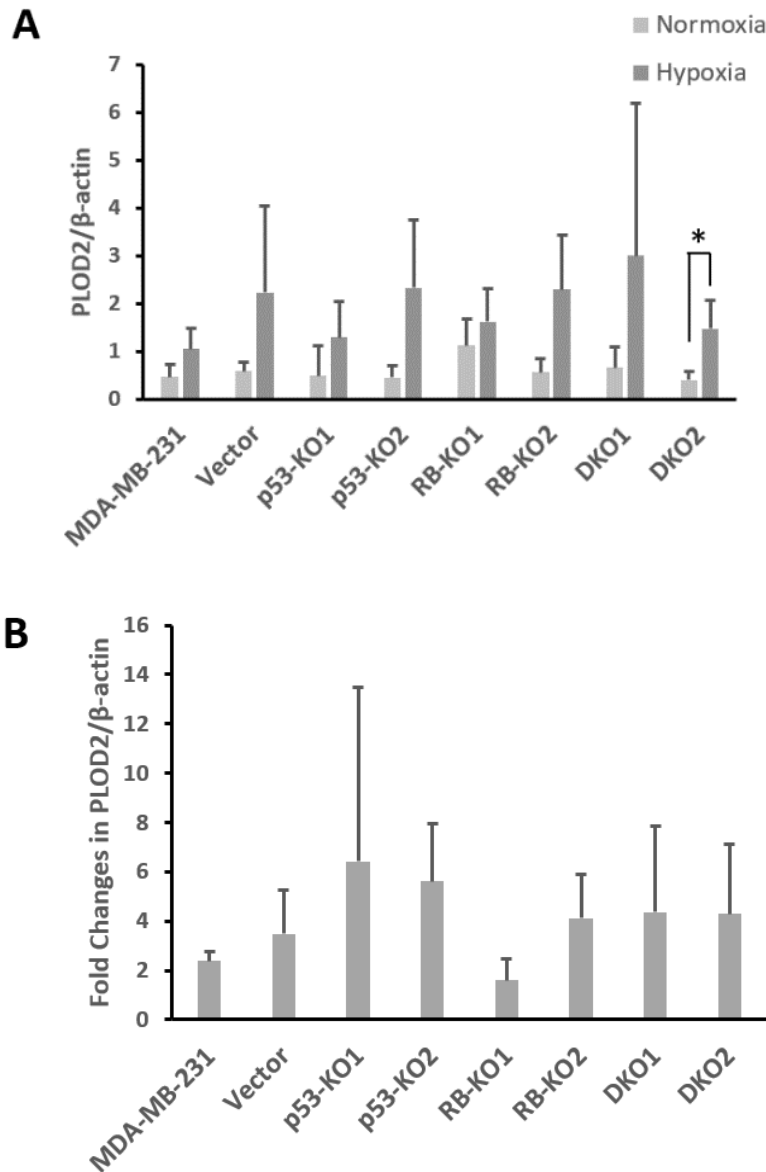 A
Normoxia
Hypoxia
PLOD2/β-actin
7
6
5
4
3
2
1
0
*
MDA-MB-231
Vector
p53-KO1
p53-KO2
RB-KO1
RB-KO2
DKO1
DKO2
B
Fold Changes in PLOD2/β-actin
16
14
12
10
8
6
4
2
0
MDA-MB-231
Vector
p53-KO1
p53-KO2
RB-KO1
RB-KO2
DKO1
DKO2